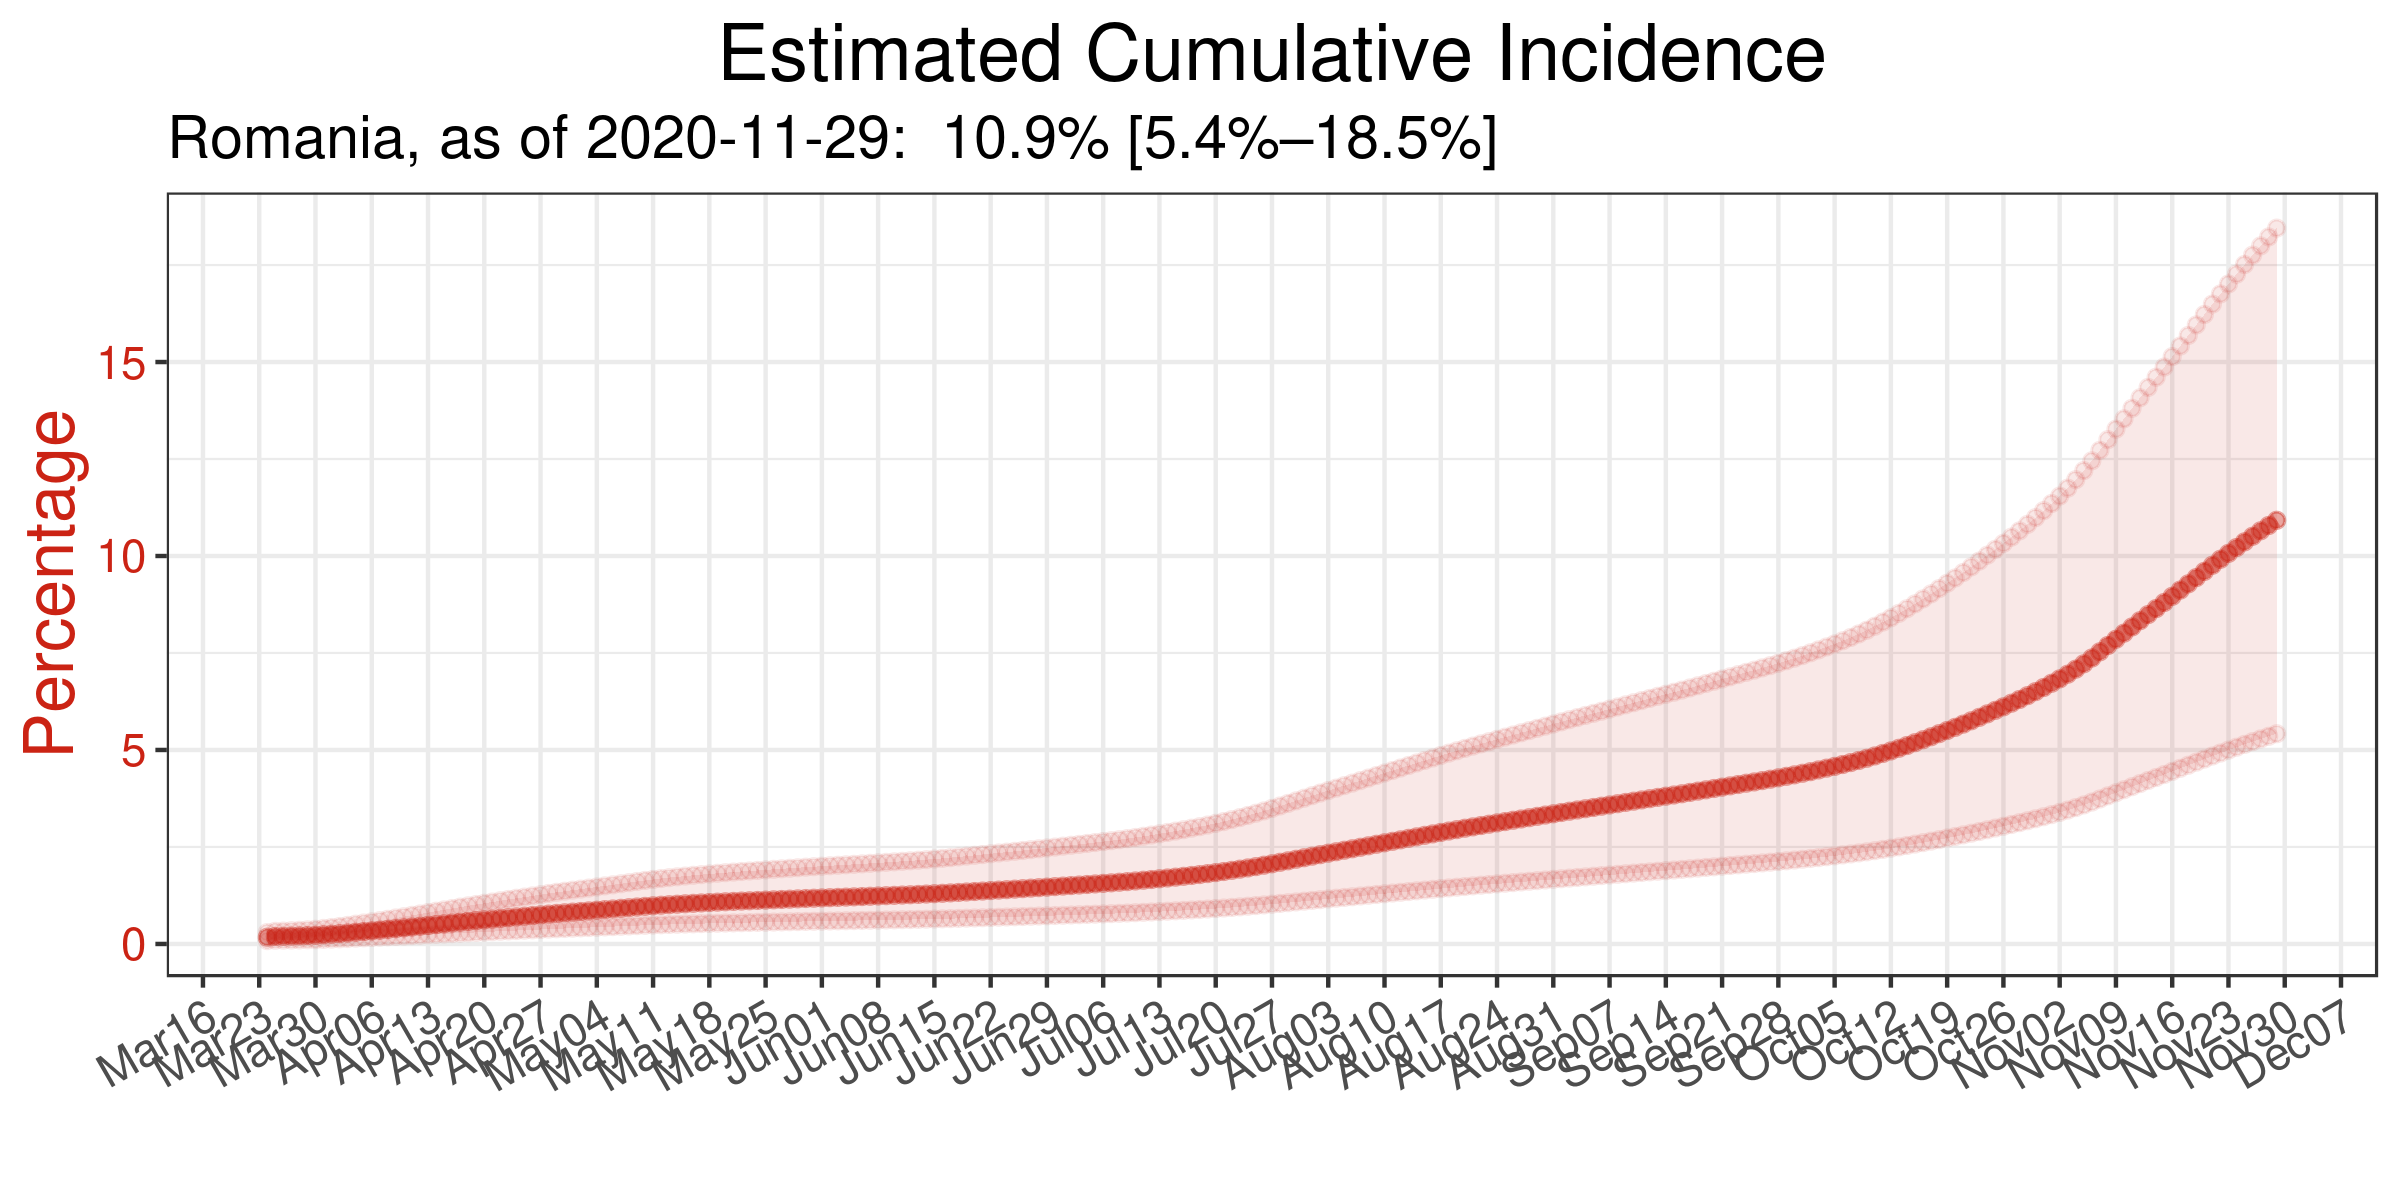 Estimated Cumulative Incidence
Romania, as of 2020-11-29:  10.9% [5.4%–18.5%]
Percentage
15
10
5
0
Mar16
Mar23
Mar30
Apr06
Apr13
Apr20
Apr27
May04
May11
May18
May25
Jun01
Jun08
Jun15
Jun22
Jun29
Jul06
Jul13
Jul20
Jul27
Aug03
Aug10
Aug17
Aug24
Aug31
Sep07
Sep14
Sep21
Sep28
Oct05
Oct12
Oct19
Oct26
Nov02
Nov09
Nov16
Nov23
Nov30
Dec07